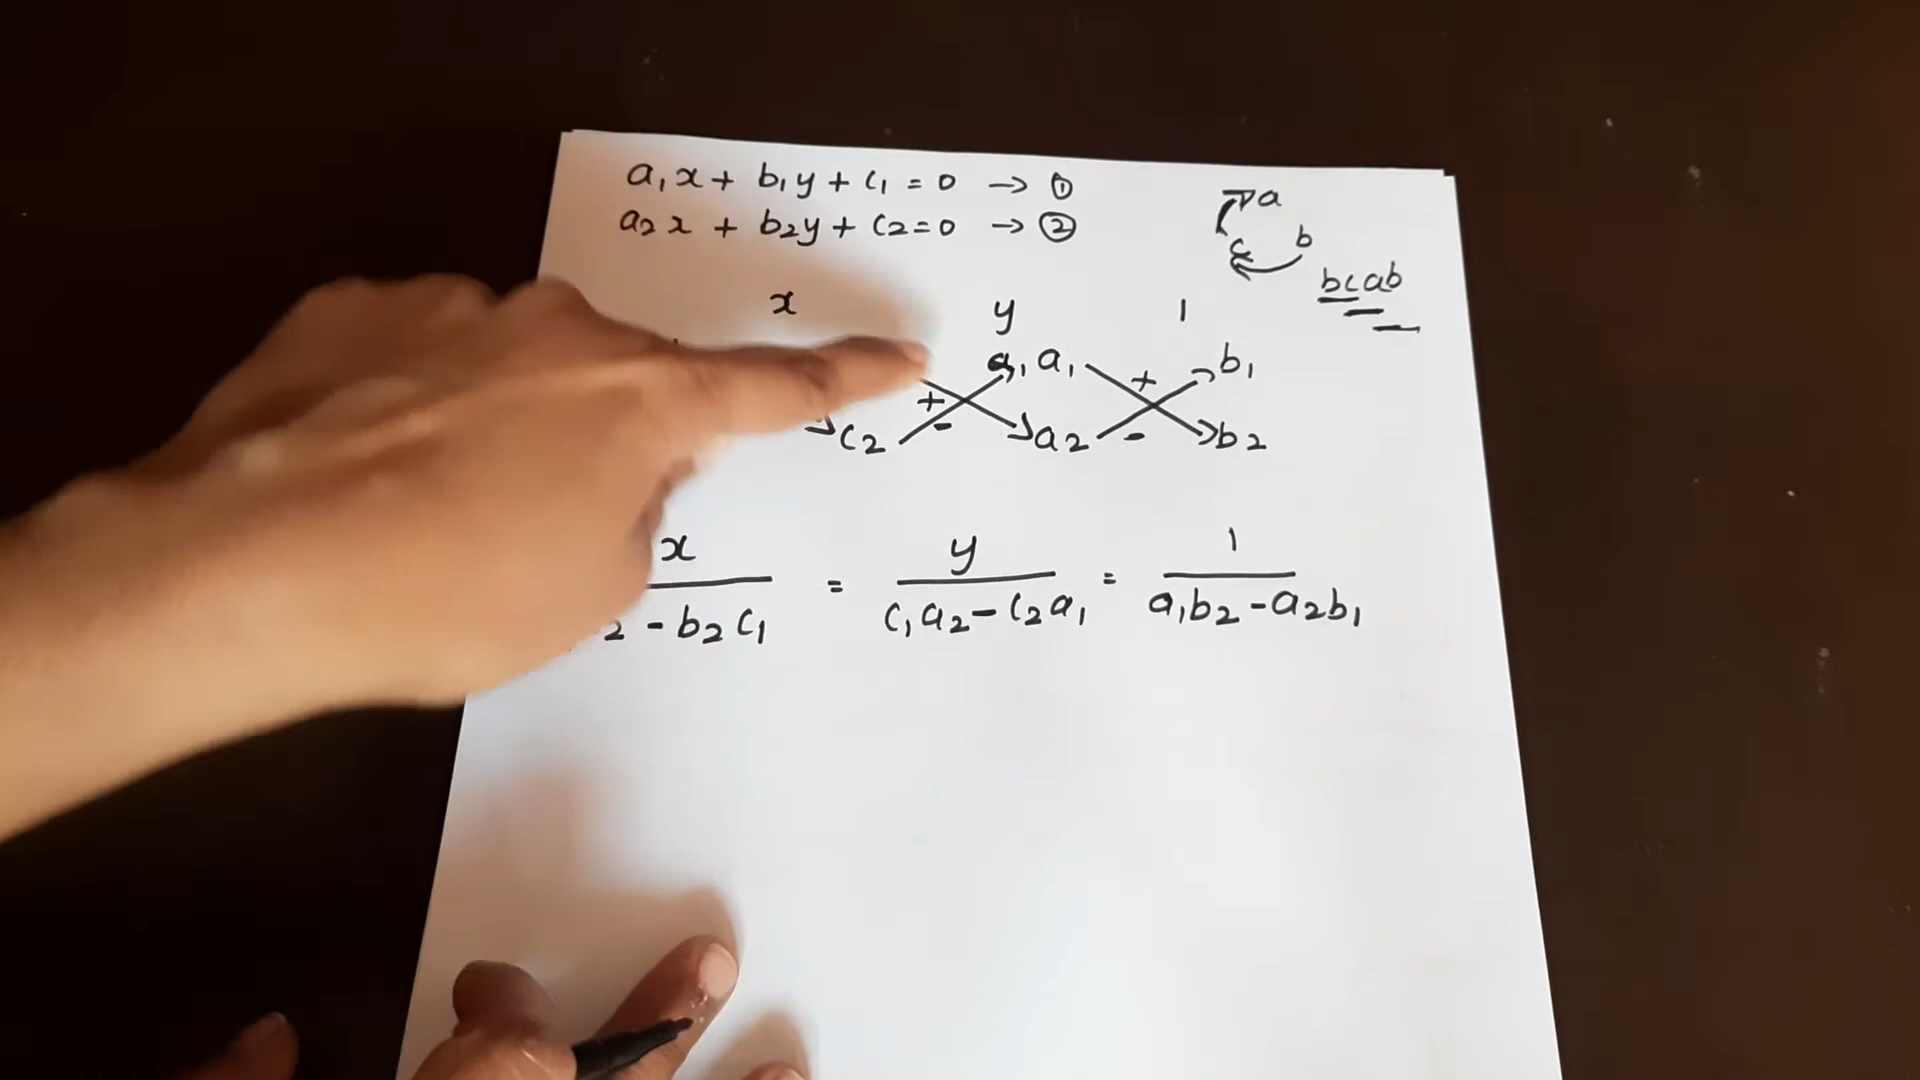 a₁x + b₁y + c₁ = 0 → ①
a₂x + b₂y + c₂ = 0 → ②
a
c b
bcab
x y 1
a₁ a₁ + b₁
+ -
c₂ a₂ - b₂
x = y = 1
₂ - b₂c₁ c₁a₂ - c₂a₁ a₁b₂ - a₂b₁